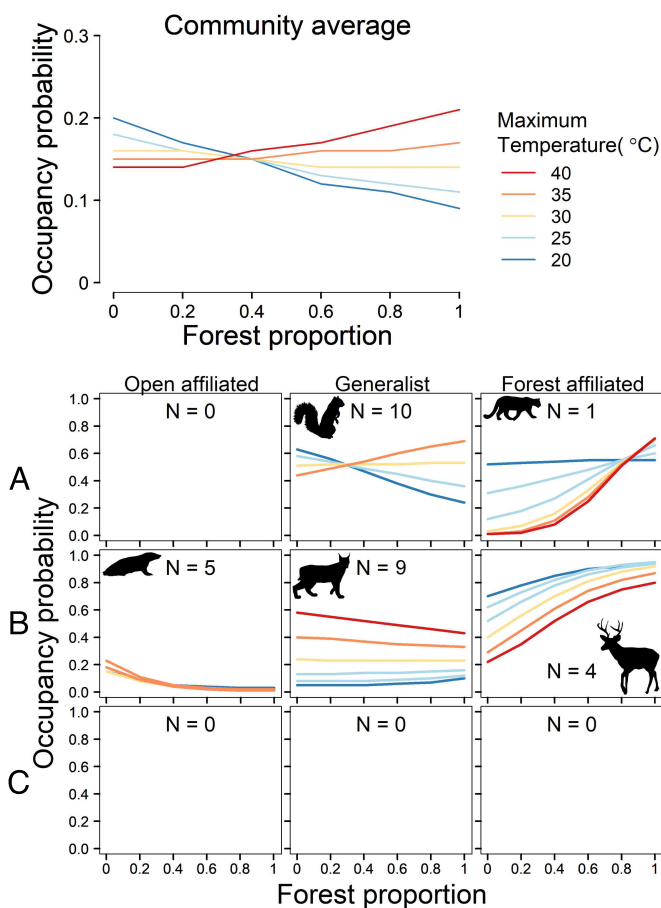 Community average
Occupancy probability
0.3
0.2
0.1
0
0 0.2 0.4 0.6 0.8 1
Forest proportion
Maximum
Temperature( °C)
40
35
30
25
20
Open affiliated Generalist Forest affiliated
A
Occupancy probability
1.0
0.8
0.6
0.4
0.2
0.0
N = 0
N = 10
N = 1
B
1.0
0.8
0.6
0.4
0.2
0.0
N = 5
N = 9
N = 4
C
1.0
0.8
0.6
0.4
0.2
0.0
N = 0
N = 0
N = 0
0 0.2 0.4 0.6 0.8 1
0 0.2 0.4 0.6 0.8 1
0 0.2 0.4 0.6 0.8 1
Forest proportion